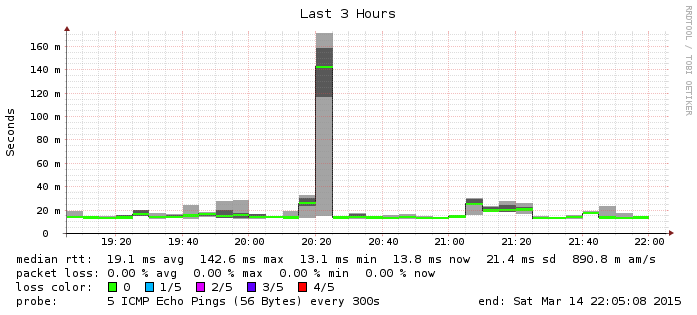 Last 3 Hours
RRDTOOL / TOBI OETIKER
Seconds
160 m
140 m
120 m
100 m
80 m
60 m
40 m
20 m
0
19:20 19:40 20:00 20:20 20:40 21:00 21:20 21:40 22:00
median rtt: 19.1 ms avg 142.6 ms max 13.1 ms min 13.8 ms now 21.4 ms sd 890.8 m am/s
packet loss: 0.00 % avg 0.00 % max 0.00 % min 0.00 % now
loss color: 0 1/5 2/5 3/5 4/5
probe: 5 ICMP Echo Pings (56 Bytes) every 300s end: Sat Mar 14 22:05:08 2015